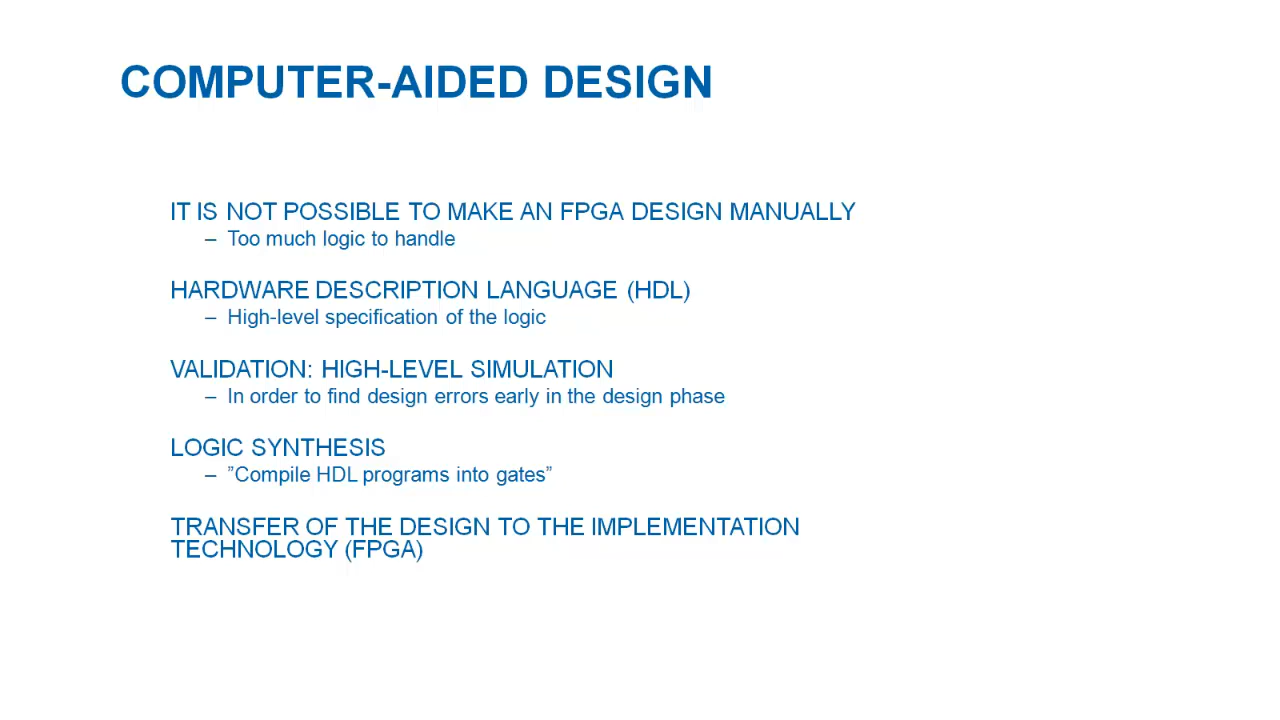 COMPUTER-AIDED DESIGN
IT IS NOT POSSIBLE TO MAKE AN FPGA DESIGN MANUALLY
– Too much logic to handle
HARDWARE DESCRIPTION LANGUAGE (HDL)
– High-level specification of the logic
VALIDATION: HIGH-LEVEL SIMULATION
– In order to find design errors early in the design phase
LOGIC SYNTHESIS
– ”Compile HDL programs into gates”
TRANSFER OF THE DESIGN TO THE IMPLEMENTATION
TECHNOLOGY (FPGA)